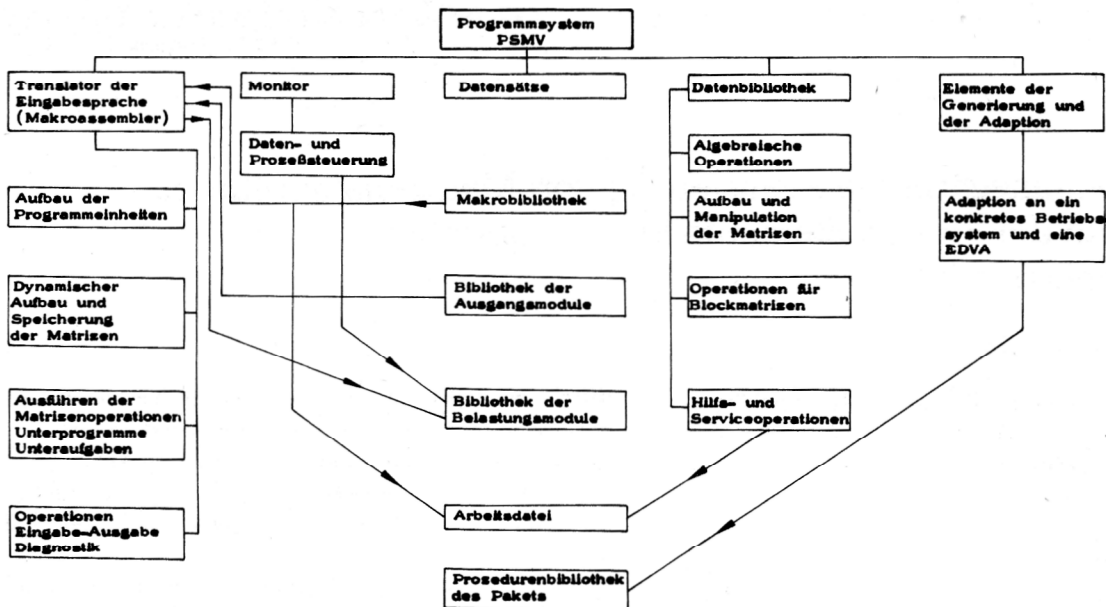 Programmsystem
PSMV
Translator der
Eingabesprache
(Makroassembler)
Monitor
Datensätze
Datenbibliothek
Elemente der
Generierung und
der Adaption
Daten- und
Prozeßsteuerung
Algebraische
Operationen
Aufbau der
Programmeinheiten
Makrobibliothek
Aufbau und
Manipulation
der Matrizen
Adaption an ein
konkretes Betriebs
system und eine
EDVA
Dynamischer
Aufbau und
Speicherung
der Matrizen
Bibliothek der
Ausgangsmodule
Operationen für
Blockmatrizen
Ausführen der
Matrizenoperationen
Unterprogramme
Unteraufgaben
Bibliothek der
Belastungsmodule
Hilfs- und
Serviceoperationen
Operationen
Eingabe-Ausgabe
Diagnostik
Arbeitsdatei
Prosedurenbibliothek
des Pakets